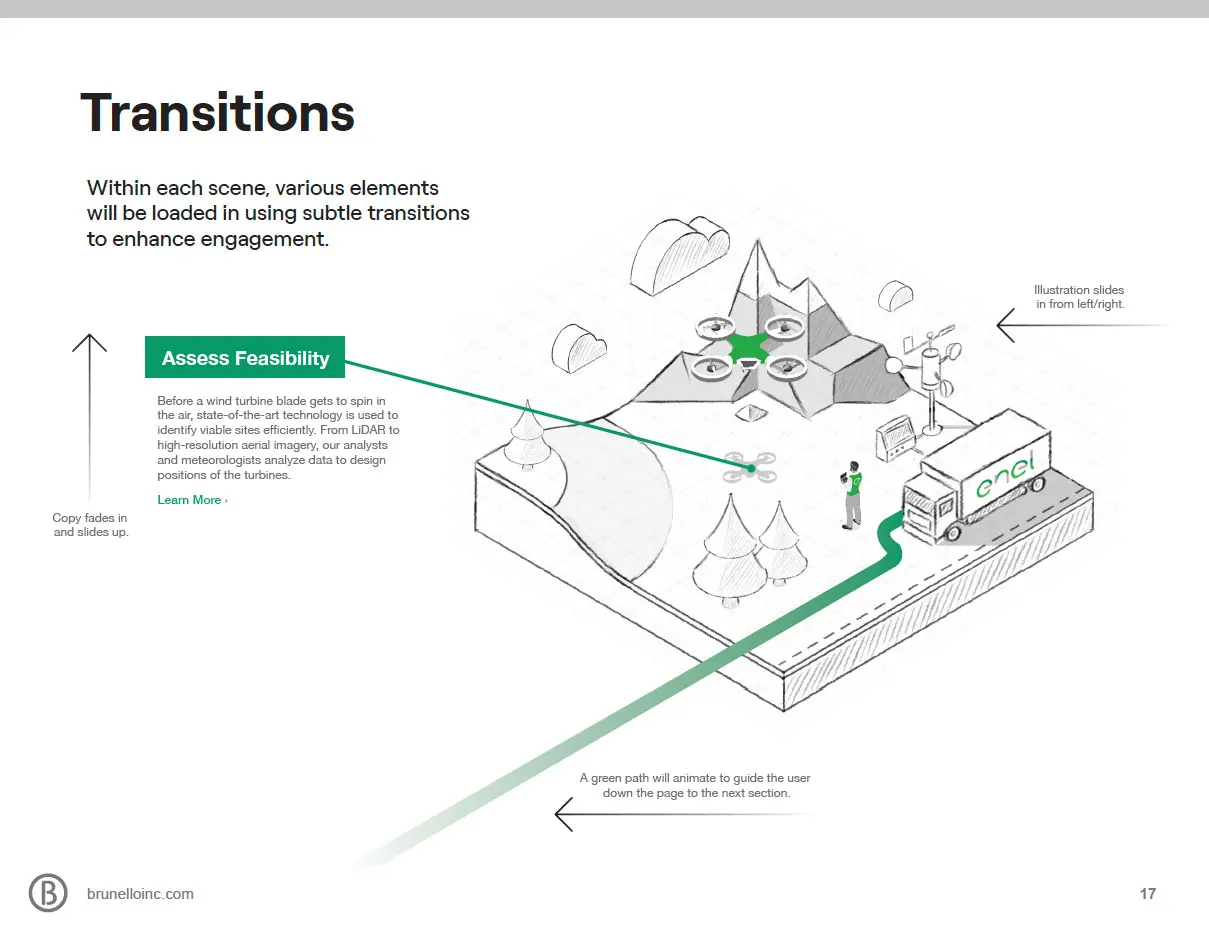 Transitions
Within each scene, various elements
will be loaded in using subtle transitions
to enhance engagement.
Illustration slides
in from left/right.
Assess Feasibility
Before a wind turbine blade gets to spin in
the air, state-of-the-art technology is used to
identify viable sites efficiently. From LiDAR to
high-resolution aerial imagery, our analysts
and meteorologists analyze data to design
positions of the turbines.
Learn More ›
Copy fades in
and slides up.
enel
A green path will animate to guide the user
down the page to the next section.
B
brunelloinc.com
17